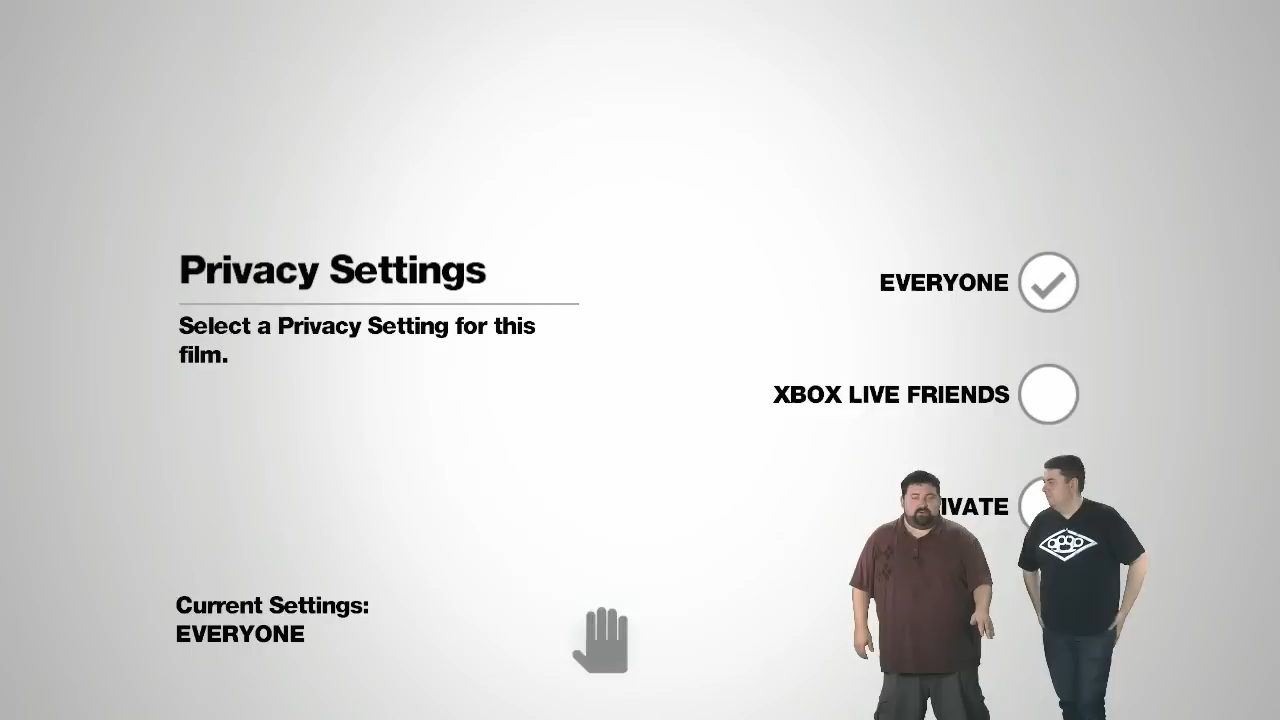 Privacy Settings
Select a Privacy Setting for this
film.
EVERYONE
XBOX LIVE FRIENDS
IVATE
Current Settings:
EVERYONE